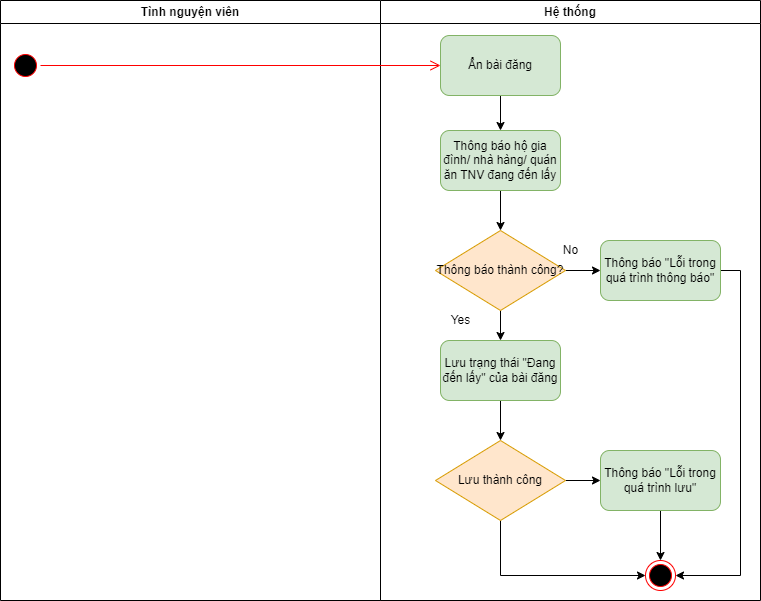 Tình nguyện viên
Hệ thống
Ẩn bài đăng
Thông báo hộ gia
đình/ nhà hàng/ quán
ăn TNV đang đến lấy
Thông báo thành công?
No
Thông báo "Lỗi trong
quá trình thông báo"
Yes
Lưu trạng thái "Đang
đến lấy" của bài đăng
Lưu thành công
Thông báo "Lỗi trong
quá trình lưu"